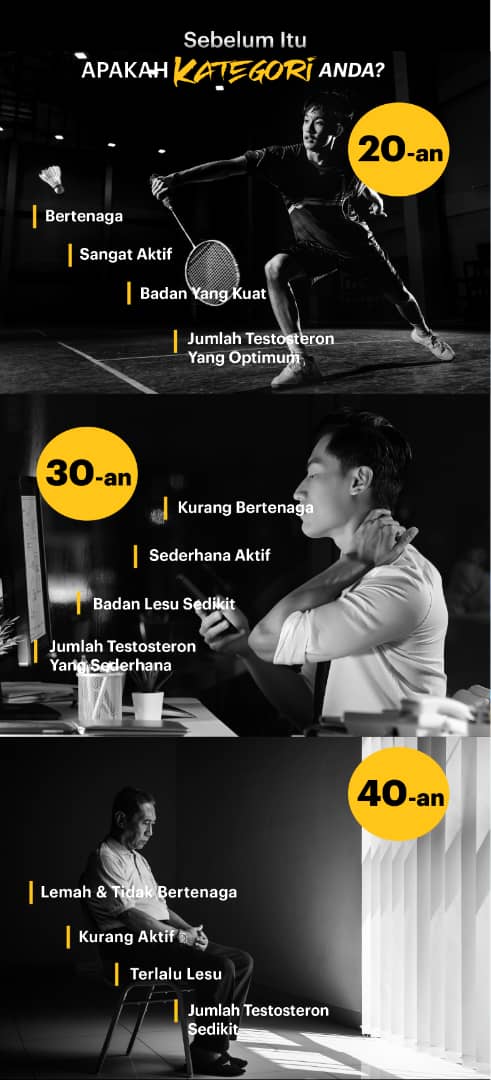 Sebelum Itu
APAKAH KATEGORI ANDA?
20-an
Bertenaga
Sangat Aktif
Badan Yang Kuat
Jumlah Testosteron
Yang Optimum
30-an
Kurang Bertenaga
Sederhana Aktif
Badan Lesu Sedikit
Jumlah Testosteron
Yang Sederhana
40-an
Lemah & Tidak Bertenaga
Kurang Aktif
Terlalu Lesu
Jumlah Testosteron
Sedikit